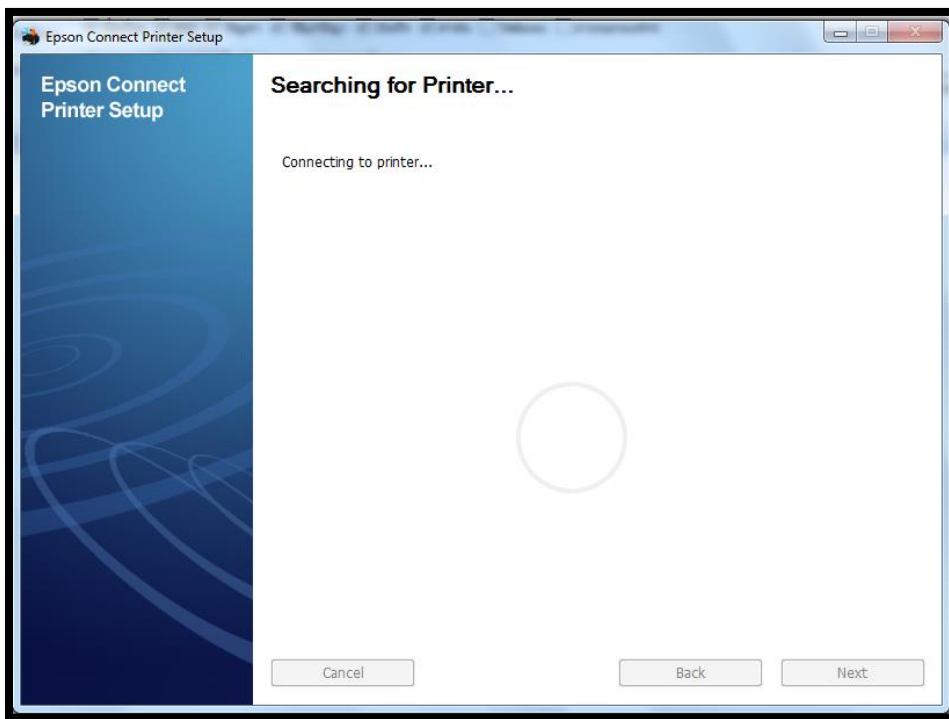 Epson Connect Printer Setup
Epson Connect
Printer Setup
Searching for Printer...
Connecting to printer...
Cancel
Back
Next